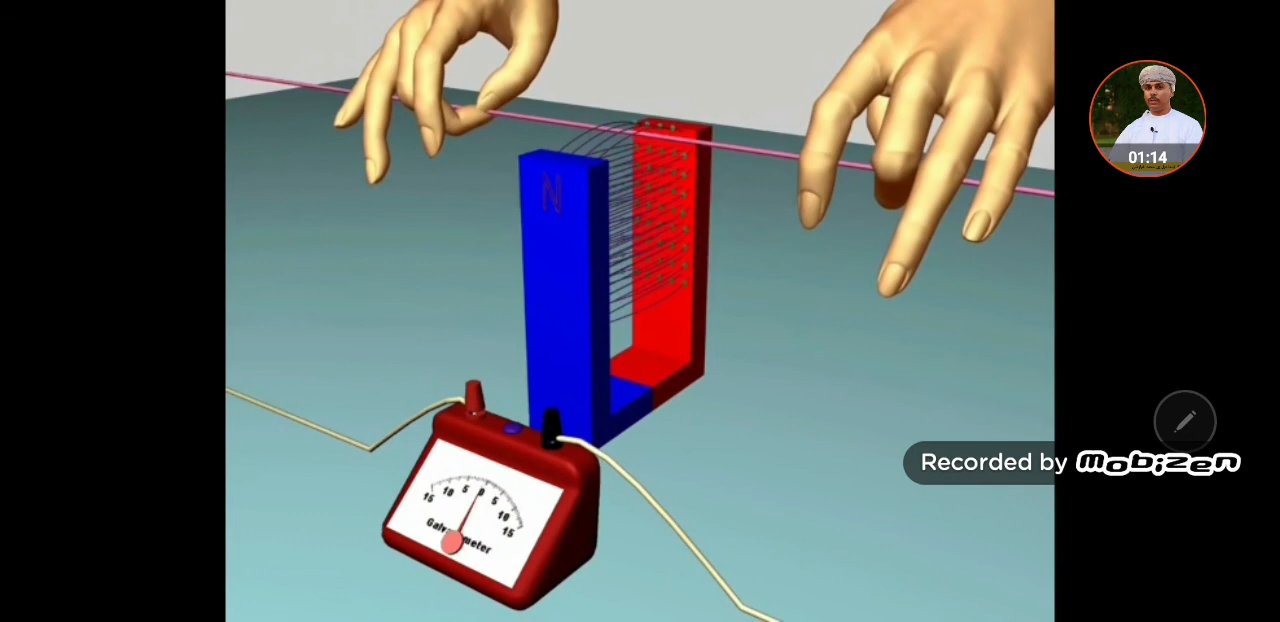 01:14
N
Recorded by mobizen
15 10 5 0 5 10 15
Galv meter